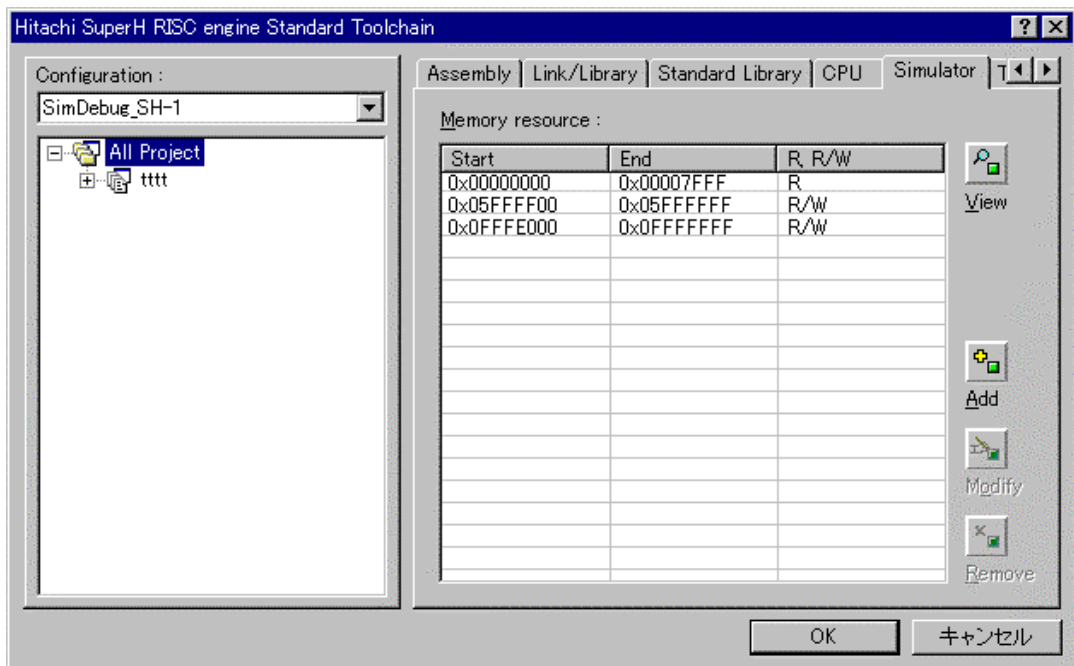 Hitachi SuperH RISC engine Standard Toolchain
Configuration :
SimDebug_SH-1
All Project
tttt
Assembly Link/Library Standard Library CPU Simulator T
Memory resource :
Start End R, R/W
0x00000000 0x00007FFF R
0x05FFFF00 0x05FFFFFF R/W
0x0FFFE000 0x0FFFFFFF R/W
View
Add
Modify
Remove
OK キャンセル